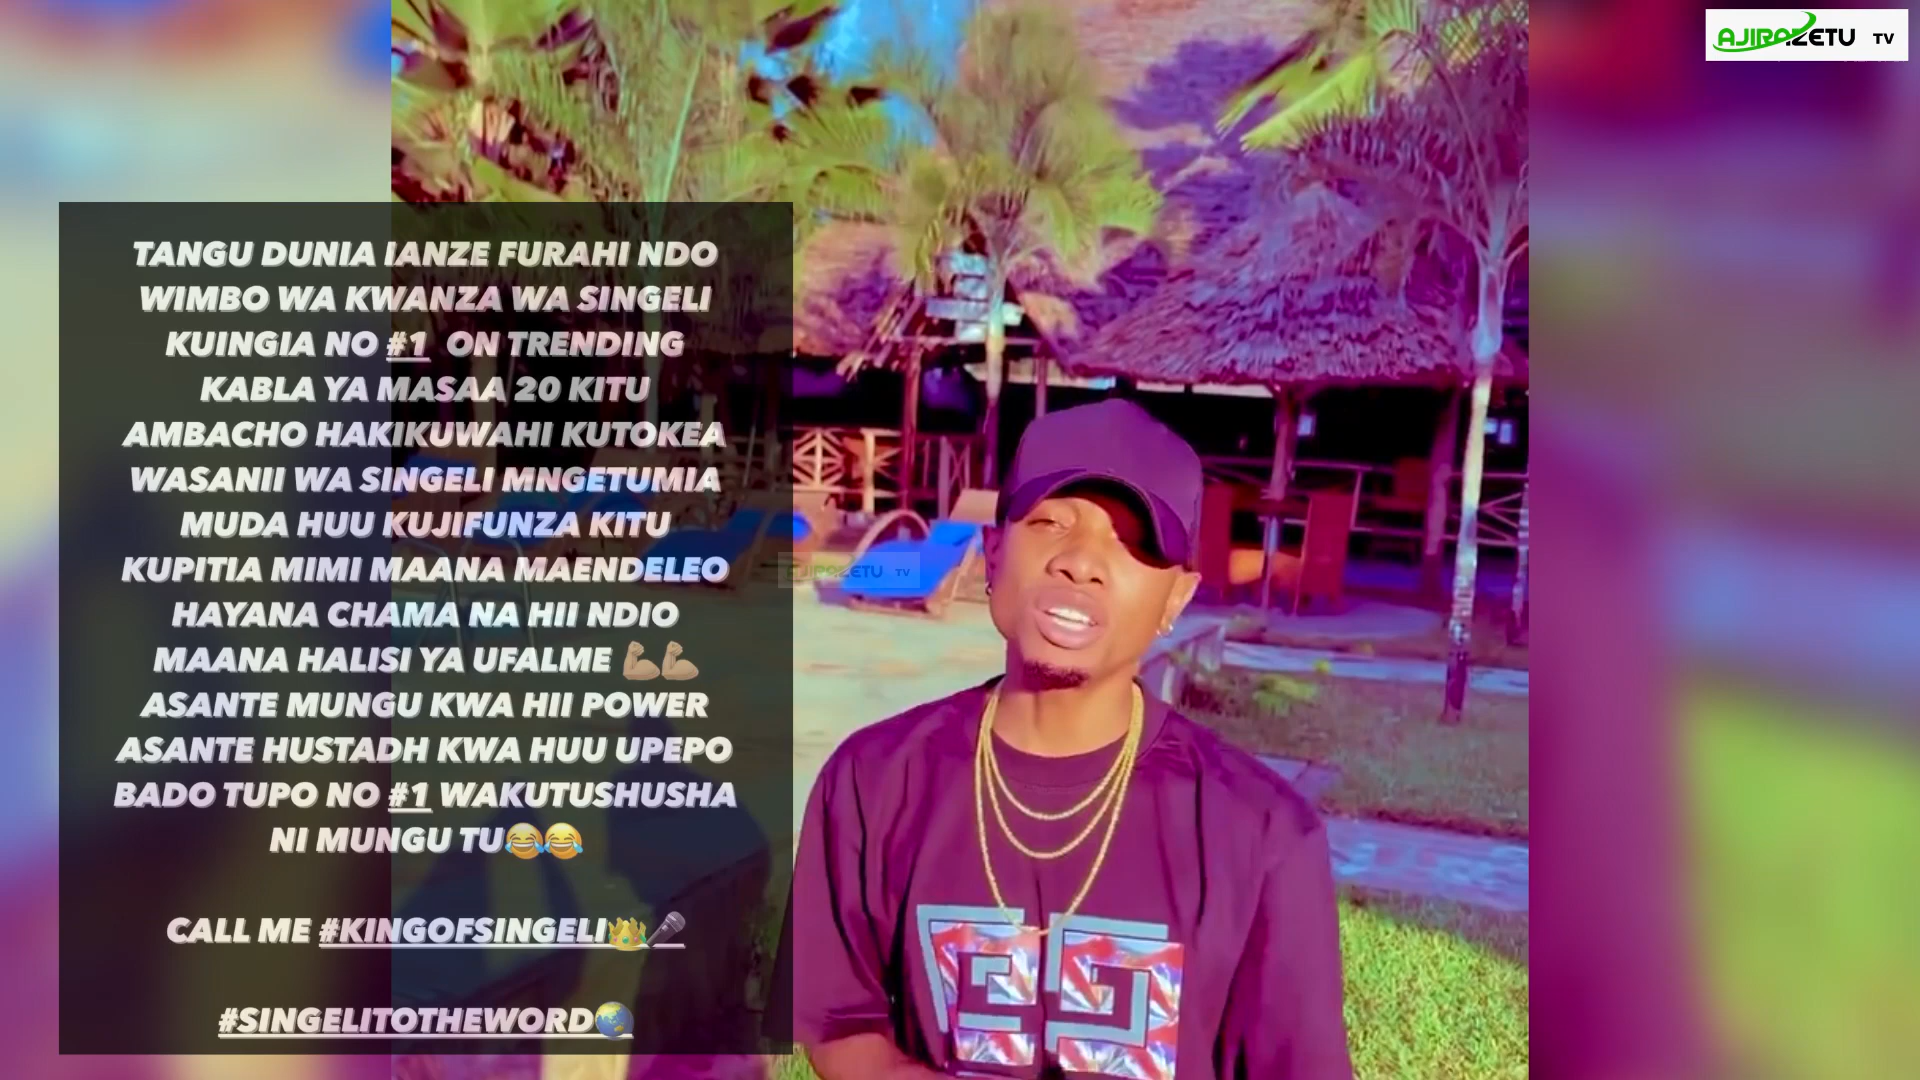 AJIRAZETU TV
TANGU DUNIA IANZE FURAHI NDO
WIMBO WA KWANZA WA SINGELI
KUINGIA NO #1 ON TRENDING
KABLA YA MASAA 20 KITU
AMBACHO HAKIKUWAHI KUTOKEA
WASANII WA SINGELI MNGETUMIA
MUDA HUU KUJIFUNZA KITU
KUPITIA MIMI MAANA MAENDELEO
HAYANA CHAMA NA HII NDIO
MAANA HALISI YA UFALME 💪🏽💪🏽
ASANTE MUNGU KWA HII POWER
ASANTE HUSTADH KWA HUU UPEPO
BADO TUPO NO #1 WAKUTUSHUSHA
NI MUNGU TU😂😂
CALL ME #KINGOFSINGELI👑🎤
#SINGELITOTHEWORD🌏
AJIRAZETU TV